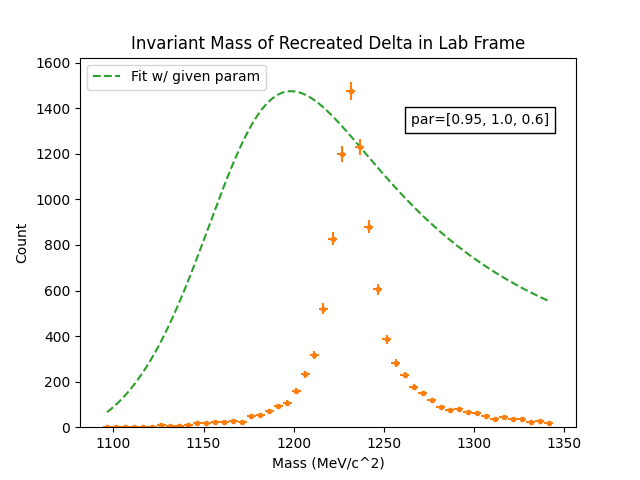 Invariant Mass of Recreated Delta in Lab Frame
Fit w/ given param
par=[0.95, 1.0, 0.6]
Count
1600
1400
1200
1000
800
600
400
200
0
1100 1150 1200 1250 1300 1350
Mass (MeV/c^2)